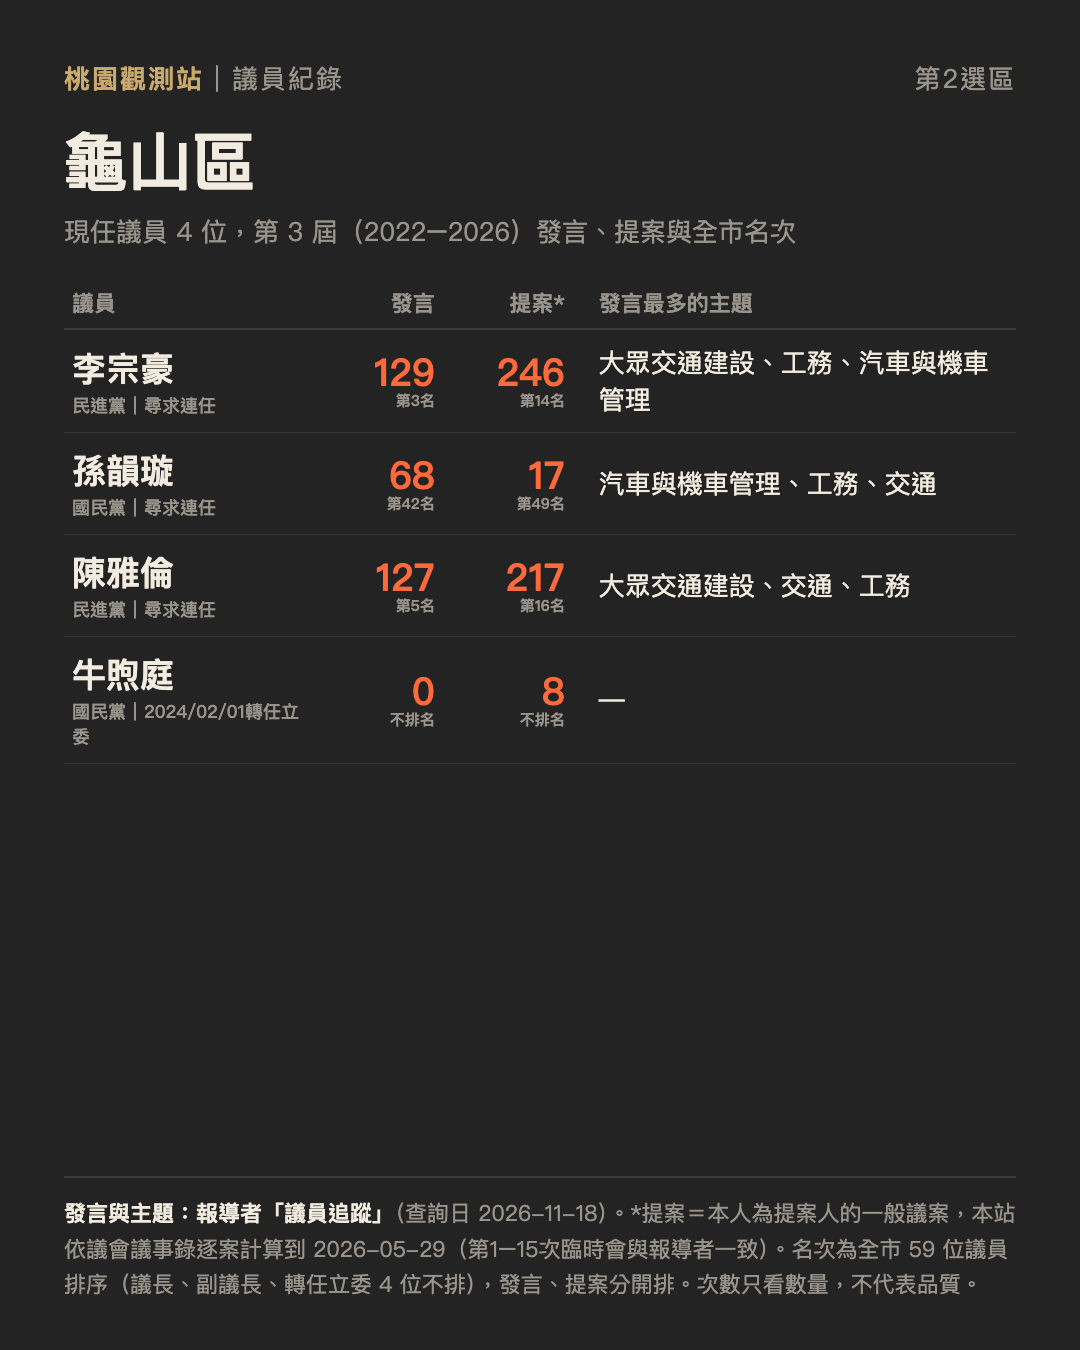 桃園觀測站｜議員紀錄
第2選區
龜山區
現任議員 4 位，第 3 屆（2022—2026）發言、提案與全市名次
議員 發言 提案* 發言最多的主題
李宗豪 129 246 大眾交通建設、工務、汽車與機車
民進黨｜尋求連任 第3名 第14名 管理
孫韻璇 68 17 汽車與機車管理、工務、交通
國民黨｜尋求連任 第42名 第49名
陳雅倫 127 217 大眾交通建設、交通、工務
民進黨｜尋求連任 第5名 第16名
牛煦庭 0 8 —
國民黨｜2024/02/01轉任立 不排名 不排名
委
發言與主題：報導者「議員追蹤」（查詢日 2026-11-18）。*提案＝本人為提案人的一般議案，本站
依議會議事錄逐案計算到 2026-05-29（第1—15次臨時會與報導者一致）。名次為全市 59 位議員
排序（議長、副議長、轉任立委 4 位不排），發言、提案分開排。次數只看數量，不代表品質。